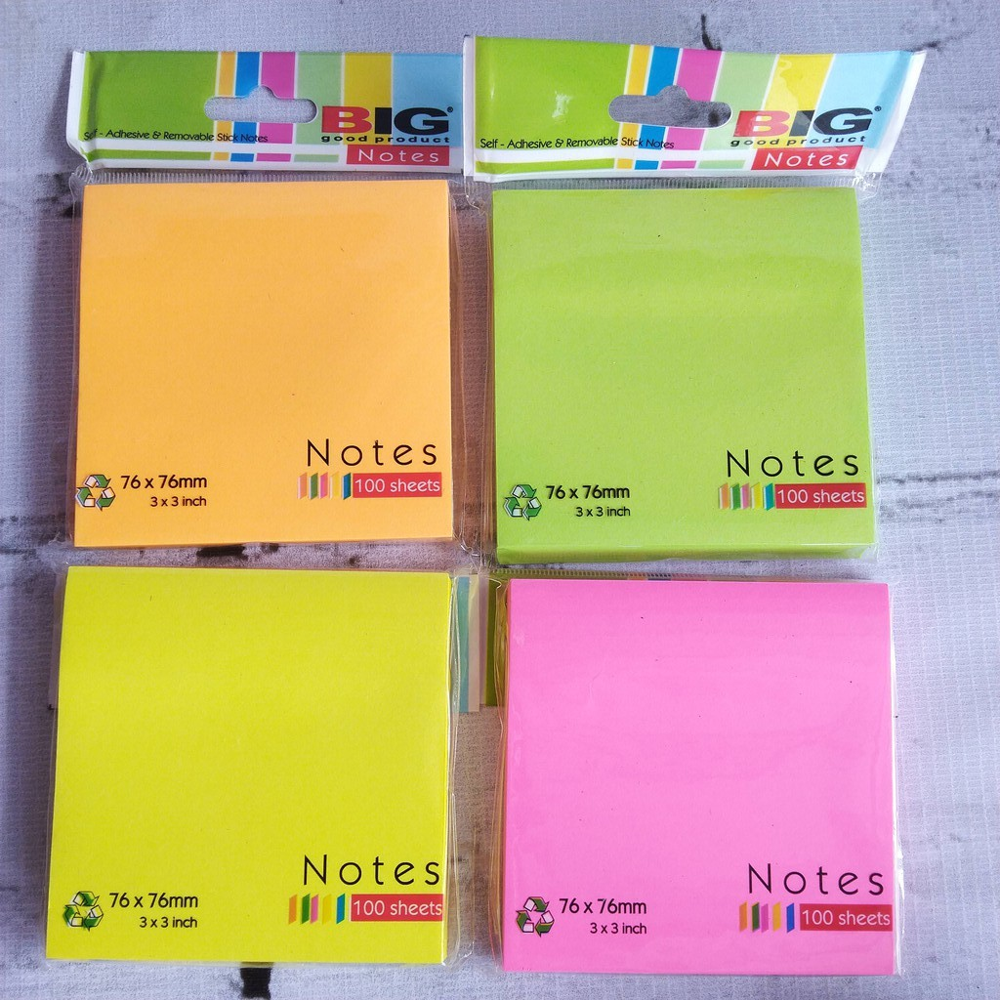 Self - Adhesive & Removable Stick Notes
BIG®
good product
Notes
Self - Adhesive & Removable Stick Notes
BIG®
good product
Notes
Notes
76 x 76mm
100 sheets
3 x 3 inch
Notes
76 x 76mm
100 sheets
3 x 3 inch
Notes
76 x 76mm
100 sheets
3 x 3 inch
Notes
76 x 76mm
100 sheets
3 x 3 inch